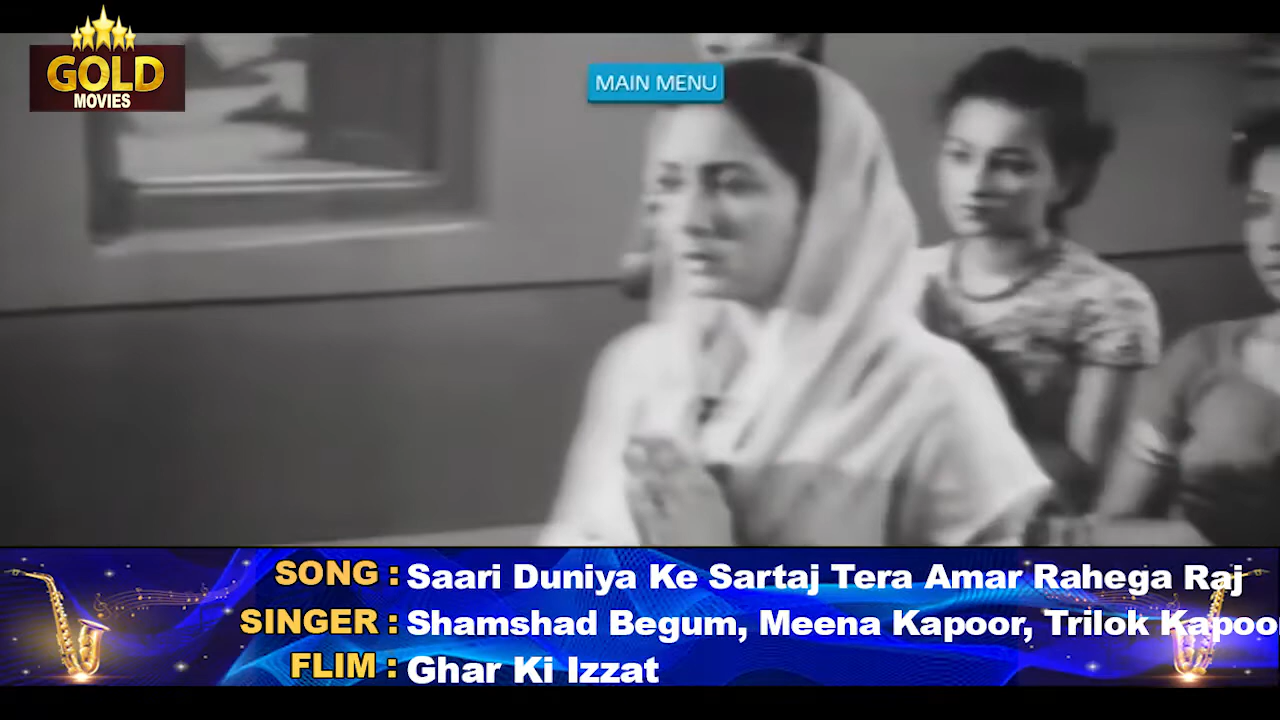 GOLD
MOVIES
MAIN MENU
SONG : Saari Duniya Ke Sartaj Tera Amar Rahega Raj
SINGER : Shamshad Begum, Meena Kapoor, Trilok Kapoor
FLIM : Ghar Ki Izzat